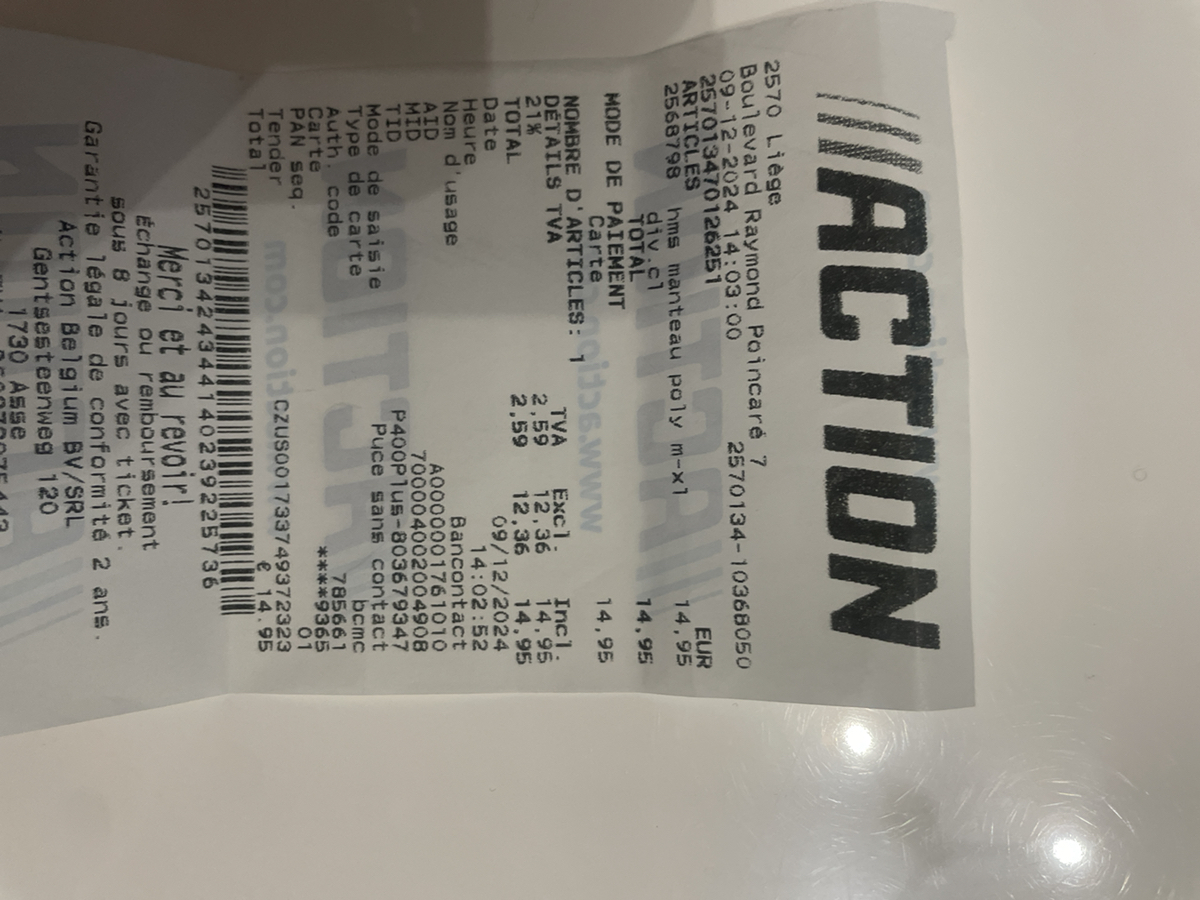 ACTION
2570 Liège
Boulevard Raymond Poincaré 7
09-12-2024 14:03:00 2570134-10368050
2570134701262​51
ARTICLES EUR
2568798 hms manteau poly m-xl 14,95
div.cl
TOTAL 14,95
MODE DE PAIEMENT
Carte 14,95
NOMBRE D'ARTICLES: 1
DÉTAILS TVA TVA Excl. Incl.
21% 2,59 12,36 14,95
TOTAL 2,59 12,36 14,95
Date 09/12/2024
Heure 14:02:52
Nom d'usage Bancontact
AID A0000001761010
MID 700004002004908
TID P400Plus-803679347
Mode de saisie Puce sans contact
Type de carte bcmc
Auth. code 785661
Carte ****9365
PAN seq. 01
Tender CZUS001733749372323
Total € 14.95
257013424344140239225736
Merci et au revoir!
Échange ou remboursement
sous 8 jours avec ticket.
Garantie légale de conformité 2 ans.
Action Belgium BV/SRL
Gentsesteenweg 120
1730 Asse